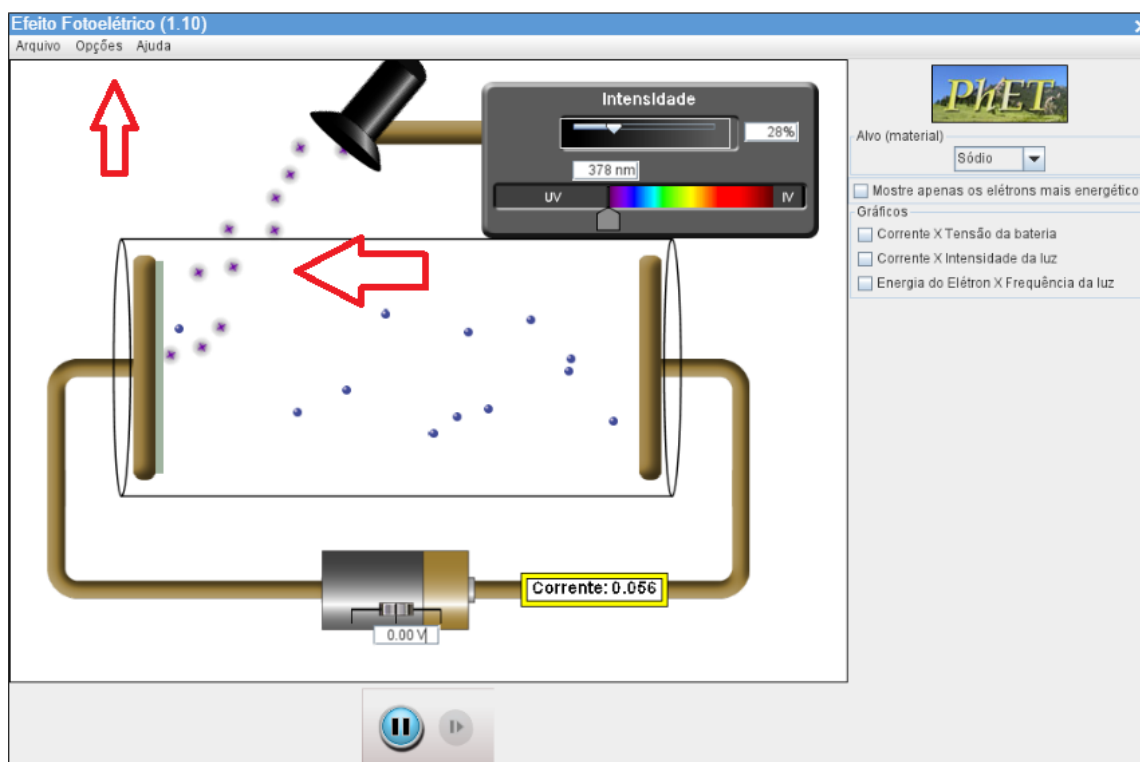 Efeito Fotoelétrico (1.10)
Arquivo Opções Ajuda
Intensidade
28%
378 nm
UV IV
PhET
Alvo (material)
Sódio
Mostre apenas os elétrons mais energético
Gráficos
Corrente X Tensão da bateria
Corrente X Intensidade da luz
Energia do Elétron X Frequência da luz
Corrente: 0.056
0.00 V